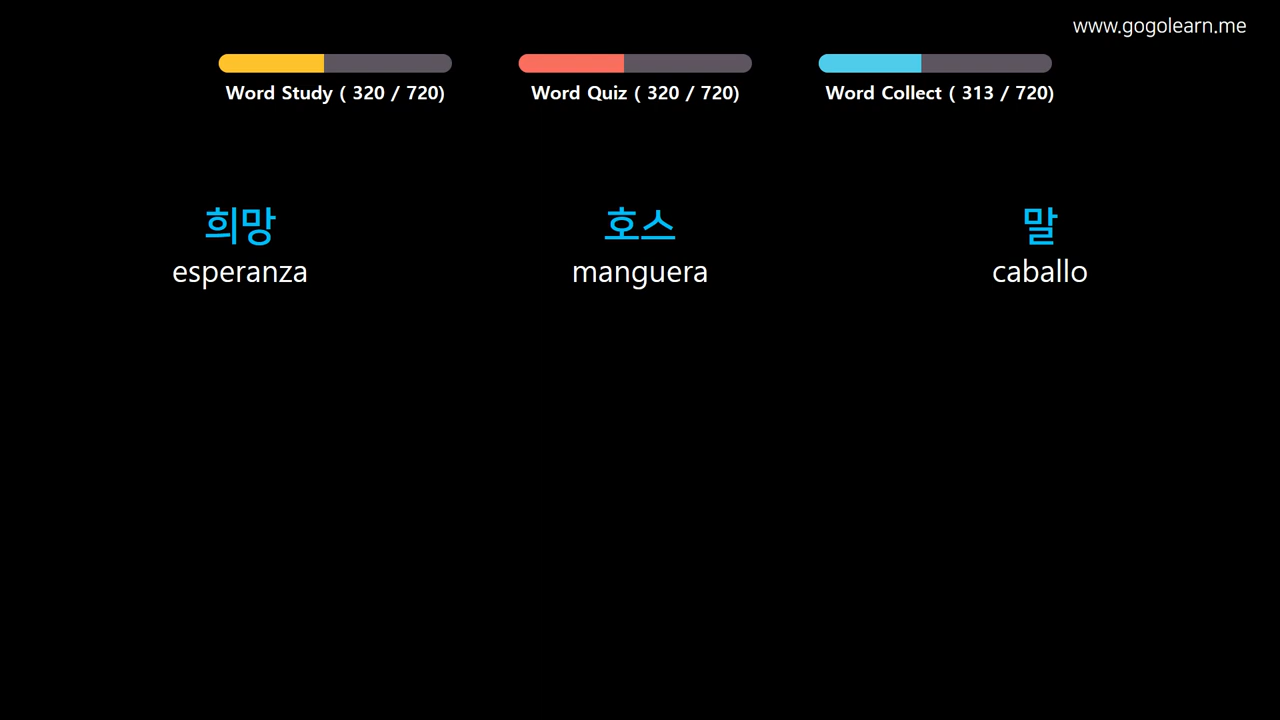 www.gogolearn.me
Word Study ( 320 / 720)
Word Quiz ( 320 / 720)
Word Collect ( 313 / 720)
희망
esperanza
호스
manguera
말
caballo